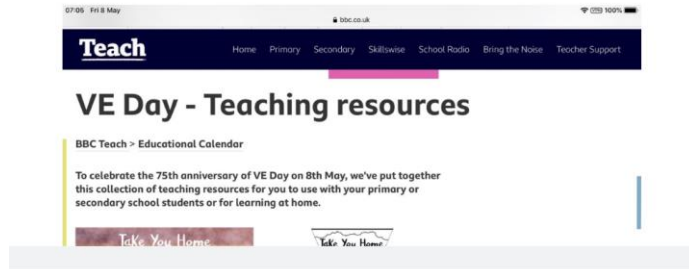 07:05 Fri 8 May
bbc.co.uk
100%
Teach
Home Primary Secondary Skillswise School Radio Bring the Noise Teacher Support
VE Day - Teaching resources
BBC Teach > Educational Calendar
To celebrate the 75th anniversary of VE Day on 8th May, we've put together
this collection of teaching resources for you to use with your primary or
secondary school students or for learning at home.
Take You Home
Take You Home